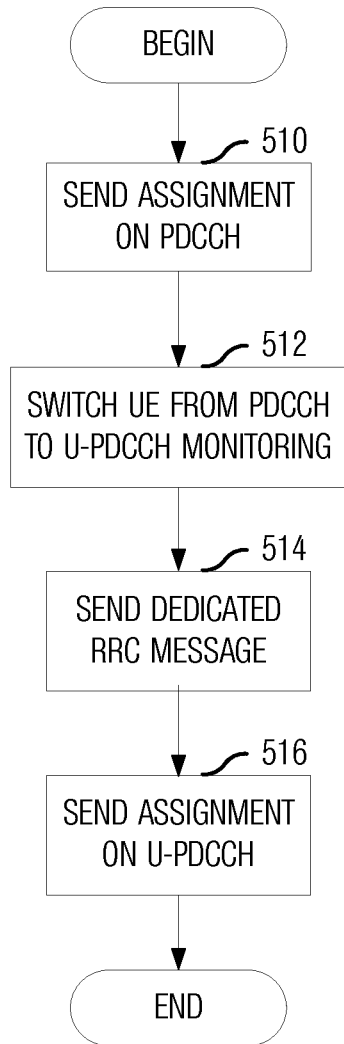 BEGIN
510
SEND ASSIGNMENT
ON PDCCH
512
SWITCH UE FROM PDCCH
TO U-PDCCH MONITORING
514
SEND DEDICATED
RRC MESSAGE
516
SEND ASSIGNMENT
ON U-PDCCH
END